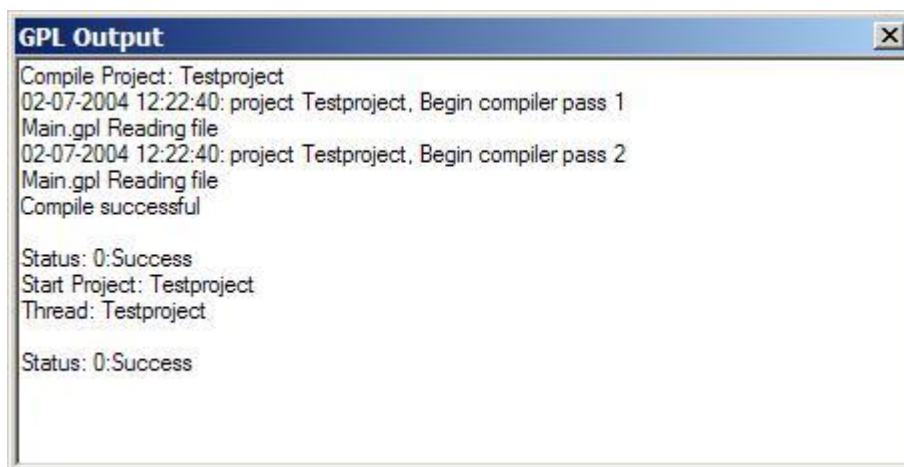 GPL Output
Compile Project: Testproject
02-07-2004 12:22:40: project Testproject, Begin compiler pass 1
Main.gpl Reading file
02-07-2004 12:22:40: project Testproject, Begin compiler pass 2
Main.gpl Reading file
Compile successful
Status: 0:Success
Start Project: Testproject
Thread: Testproject
Status: 0:Success